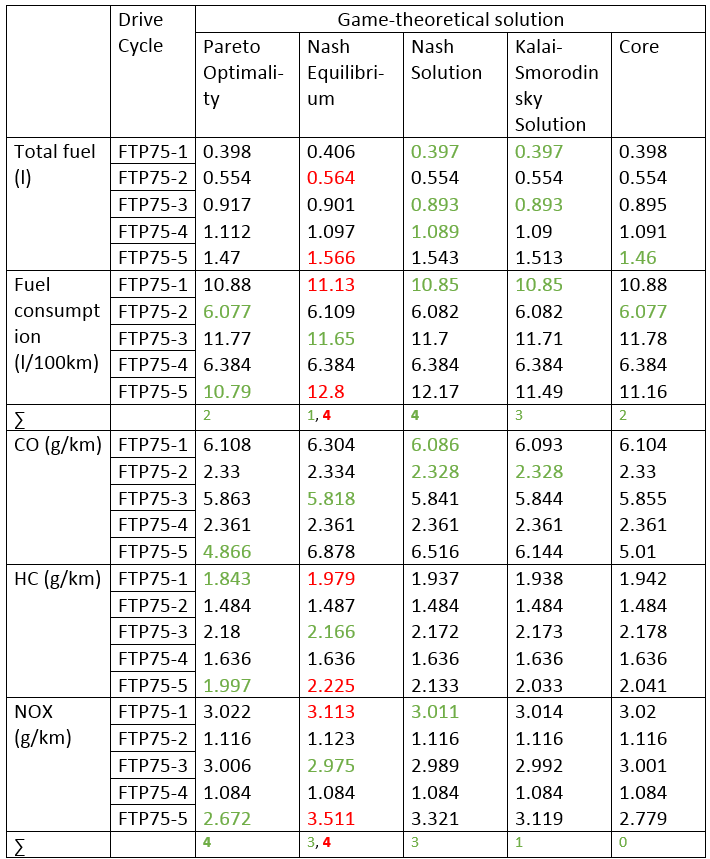 Drive Cycle Game-theoretical solution
Pareto Optimali-ty Nash Equilibri-um Nash Solution Kalai-Smorodin sky Solution Core
Total fuel (l) FTP75-1 0.398 0.406 0.397 0.397 0.398
FTP75-2 0.554 0.564 0.554 0.554 0.554
FTP75-3 0.917 0.901 0.893 0.893 0.895
FTP75-4 1.112 1.097 1.089 1.09 1.091
FTP75-5 1.47 1.566 1.543 1.513 1.46
Fuel consumpt ion (l/100km) FTP75-1 10.88 11.13 10.85 10.85 10.88
FTP75-2 6.077 6.109 6.082 6.082 6.077
FTP75-3 11.77 11.65 11.7 11.71 11.78
FTP75-4 6.384 6.384 6.384 6.384 6.384
FTP75-5 10.79 12.8 12.17 11.49 11.16
∑ 2 1, 4 4 3 2
CO (g/km) FTP75-1 6.108 6.304 6.086 6.093 6.104
FTP75-2 2.33 2.334 2.328 2.328 2.33
FTP75-3 5.863 5.818 5.841 5.844 5.855
FTP75-4 2.361 2.361 2.361 2.361 2.361
FTP75-5 4.866 6.878 6.516 6.144 5.01
HC (g/km) FTP75-1 1.843 1.979 1.937 1.938 1.942
FTP75-2 1.484 1.487 1.484 1.484 1.484
FTP75-3 2.18 2.166 2.172 2.173 2.178
FTP75-4 1.636 1.636 1.636 1.636 1.636
FTP75-5 1.997 2.225 2.133 2.033 2.041
NOX (g/km) FTP75-1 3.022 3.113 3.011 3.014 3.02
FTP75-2 1.116 1.123 1.116 1.116 1.116
FTP75-3 3.006 2.975 2.989 2.992 3.001
FTP75-4 1.084 1.084 1.084 1.084 1.084
FTP75-5 2.672 3.511 3.321 3.119 2.779
∑ 4 3, 4 3 1 0